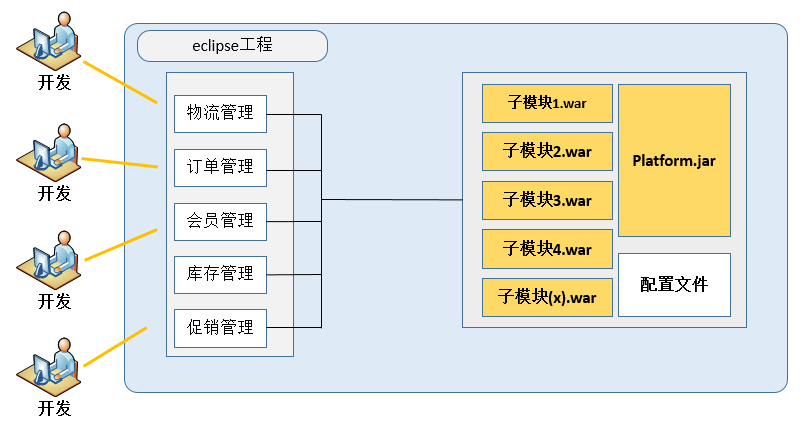 eclipse工程
开发
开发
开发
开发
物流管理
订单管理
会员管理
库存管理
促销管理
子模块1.war
子模块2.war
子模块3.war
子模块4.war
子模块(x).war
Platform.jar
配置文件